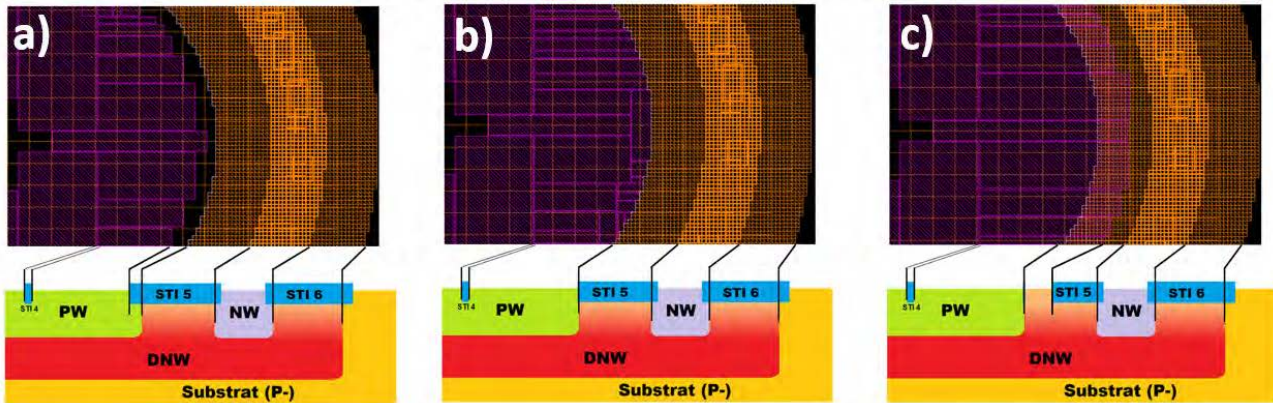 a)
STI 5
STI 6
STI 4
PW
NW
DNW
Substrat (P-)
b)
STI 5
STI 6
STI 4
PW
NW
DNW
Substrat (P-)
c)
STI 5
STI 6
STI 4
PW
NW
DNW
Substrat (P-)